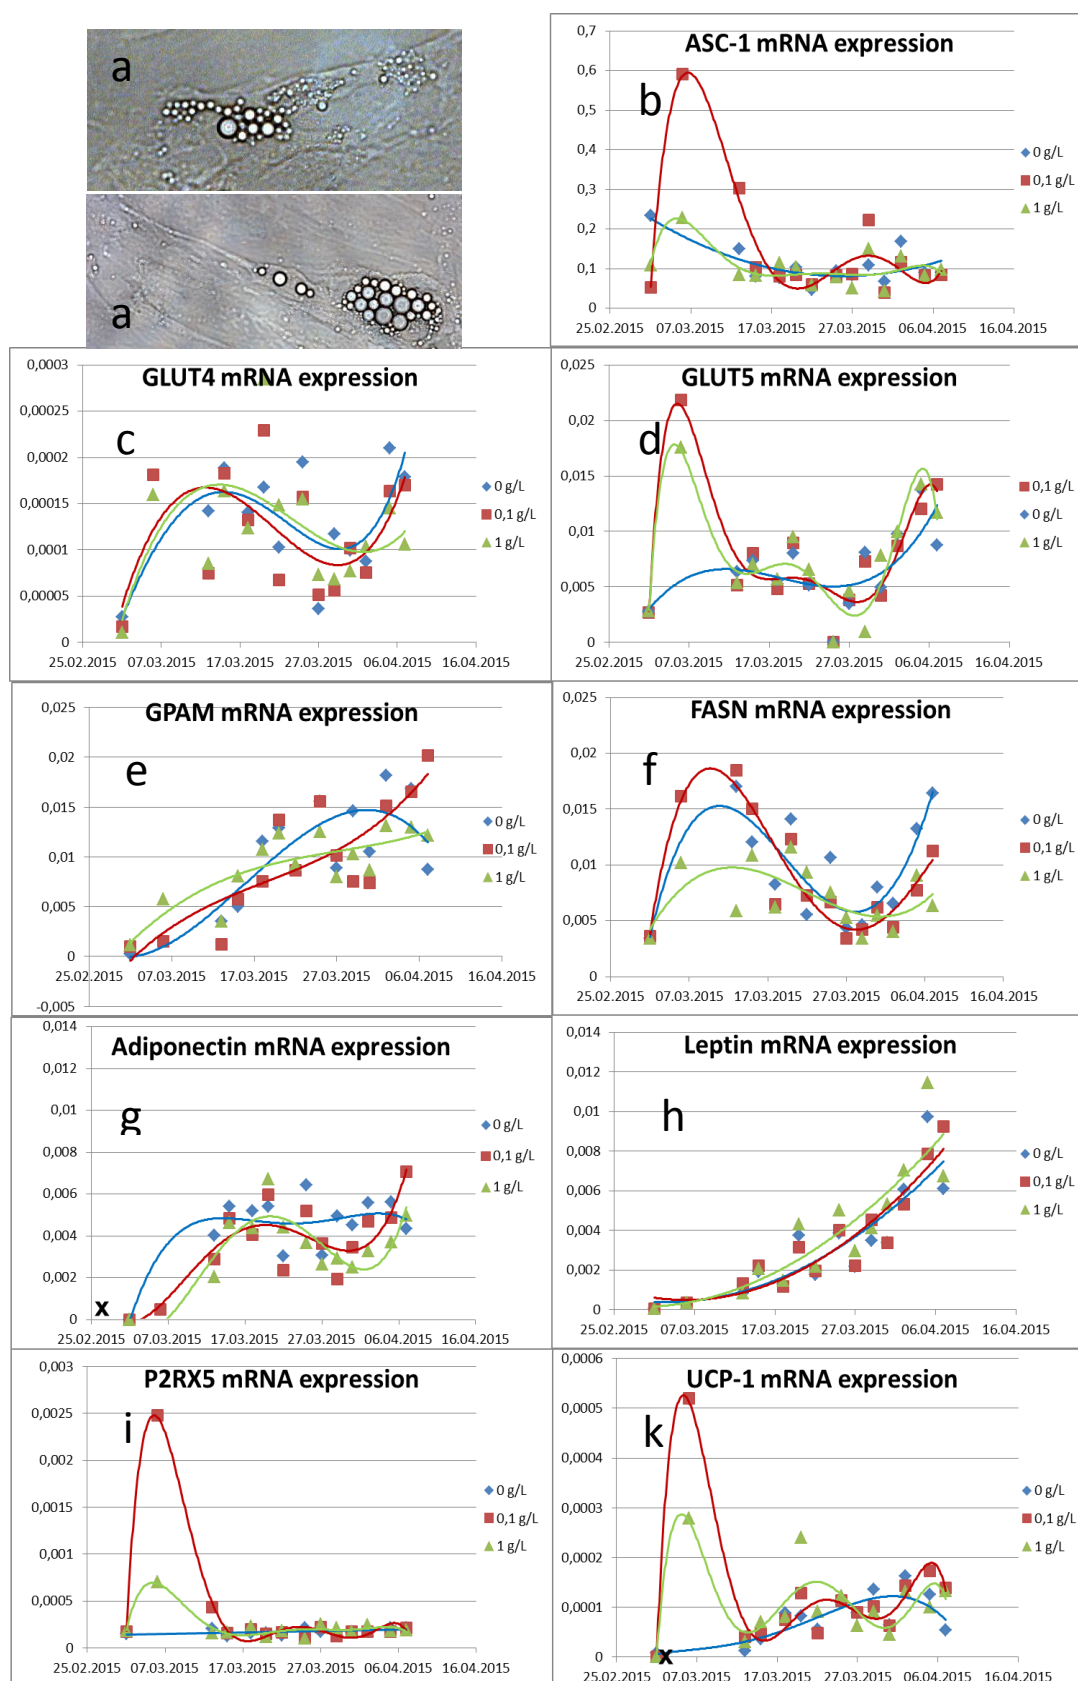 a
a
ASC-1 mRNA expression
b
0,7
0,6
0,5
0,4
0,3
0,2
0,1
0
25.02.2015 07.03.2015 17.03.2015 27.03.2015 06.04.2015 16.04.2015
0 g/L
0,1 g/L
1 g/L
GLUT4 mRNA expression
c
0,0003
0,00025
0,0002
0,00015
0,0001
0,00005
0
25.02.2015 07.03.2015 17.03.2015 27.03.2015 06.04.2015 16.04.2015
0 g/L
0,1 g/L
1 g/L
GLUT5 mRNA expression
d
0,025
0,02
0,015
0,01
0,005
0
25.02.2015 07.03.2015 17.03.2015 27.03.2015 06.04.2015 16.04.2015
0,1 g/L
0 g/L
1 g/L
GPAM mRNA expression
e
0,025
0,02
0,015
0,01
0,005
0
-0,005
25.02.2015 07.03.2015 17.03.2015 27.03.2015 06.04.2015 16.04.2015
0 g/L
0,1 g/L
1 g/L
FASN mRNA expression
f
0,025
0,02
0,015
0,01
0,005
0
25.02.2015 07.03.2015 17.03.2015 27.03.2015 06.04.2015 16.04.2015
0 g/L
0,1 g/L
1 g/L
Adiponectin mRNA expression
g
0,014
0,012
0,01
0,008
0,006
0,004
0,002
0
x
25.02.2015 07.03.2015 17.03.2015 27.03.2015 06.04.2015 16.04.2015
0 g/L
0,1 g/L
1 g/L
Leptin mRNA expression
h
0,014
0,012
0,01
0,008
0,006
0,004
0,002
0
25.02.2015 07.03.2015 17.03.2015 27.03.2015 06.04.2015 16.04.2015
0 g/L
0,1 g/L
1 g/L
P2RX5 mRNA expression
i
0,003
0,0025
0,002
0,0015
0,001
0,0005
0
25.02.2015 07.03.2015 17.03.2015 27.03.2015 06.04.2015 16.04.2015
0 g/L
0,1 g/L
1 g/L
UCP-1 mRNA expression
k
0,0006
0,0005
0,0004
0,0003
0,0002
0,0001
0
x
25.02.2015 07.03.2015 17.03.2015 27.03.2015 06.04.2015 16.04.2015
0 g/L
0,1 g/L
1 g/L